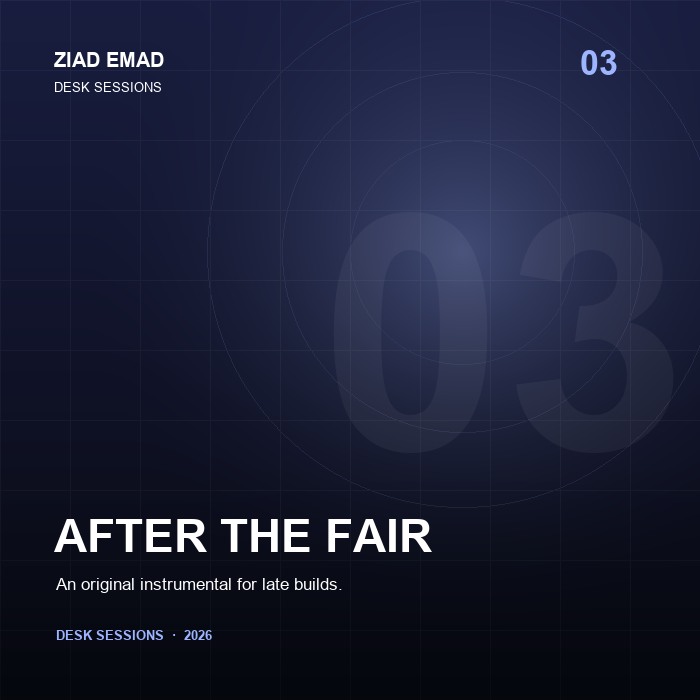 ZIAD EMAD
03
DESK SESSIONS
03
AFTER THE FAIR
An original instrumental for late builds.
DESK SESSIONS · 2026